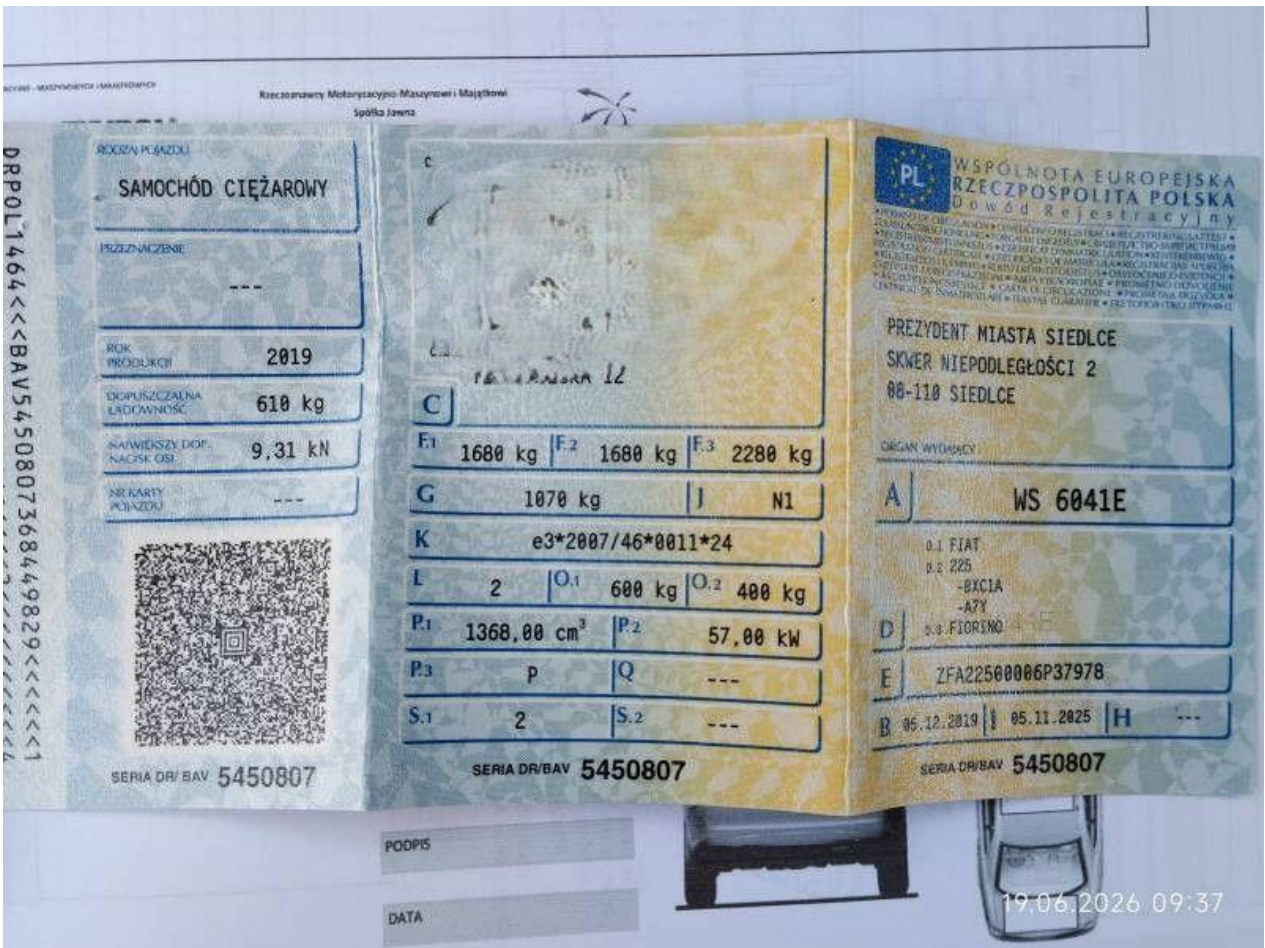 Rzeczoznawcy Motoryzacyjno-Maszynowi i Majątkowi
Spółka Jawna
DRPOL1464<<<BAV54508073684498829<<<<<<<1
RODZAJ POJAZDU
SAMOCHÓD CIĘŻAROWY
PRZEZNACZENIE
---
ROK PRODUKCJI 2019
DOPUSZCZALNA ŁADOWNOŚĆ 610 kg
NAJWIĘKSZY DOP. NACISK OSI 9,31 kN
NR KARTY POJAZDU ---
SERIA DR/BAV 5450807
C
12
C
F.1 1680 kg F.2 1680 kg F.3 2280 kg
G 1070 kg J N1
K e3*2007/46*0011*24
L 2 O.1 600 kg O.2 400 kg
P.1 1368,00 cm³ P.2 57,00 kW
P.3 P Q ---
S.1 2 S.2 ---
SERIA DR/BAV 5450807
PL
WSPÓLNOTA EUROPEJSKA
RZECZPOSPOLITA POLSKA
Dowód Rejestracyjny
PREZYDENT MIASTA SIEDLCE
SKWER NIEPODLEGŁOŚCI 2
08-110 SIEDLCE
ORGAN WYDAJĄCY
A WS 6041E
D.1 FIAT
D.2 225
-BXC1A
-A7Y
D D.3 FIORINO
E ZFA22500006P37978
B 05.12.2019 I 05.11.2025 H ---
SERIA DR/BAV 5450807
PODPIS
DATA
19.06.2026 09:37